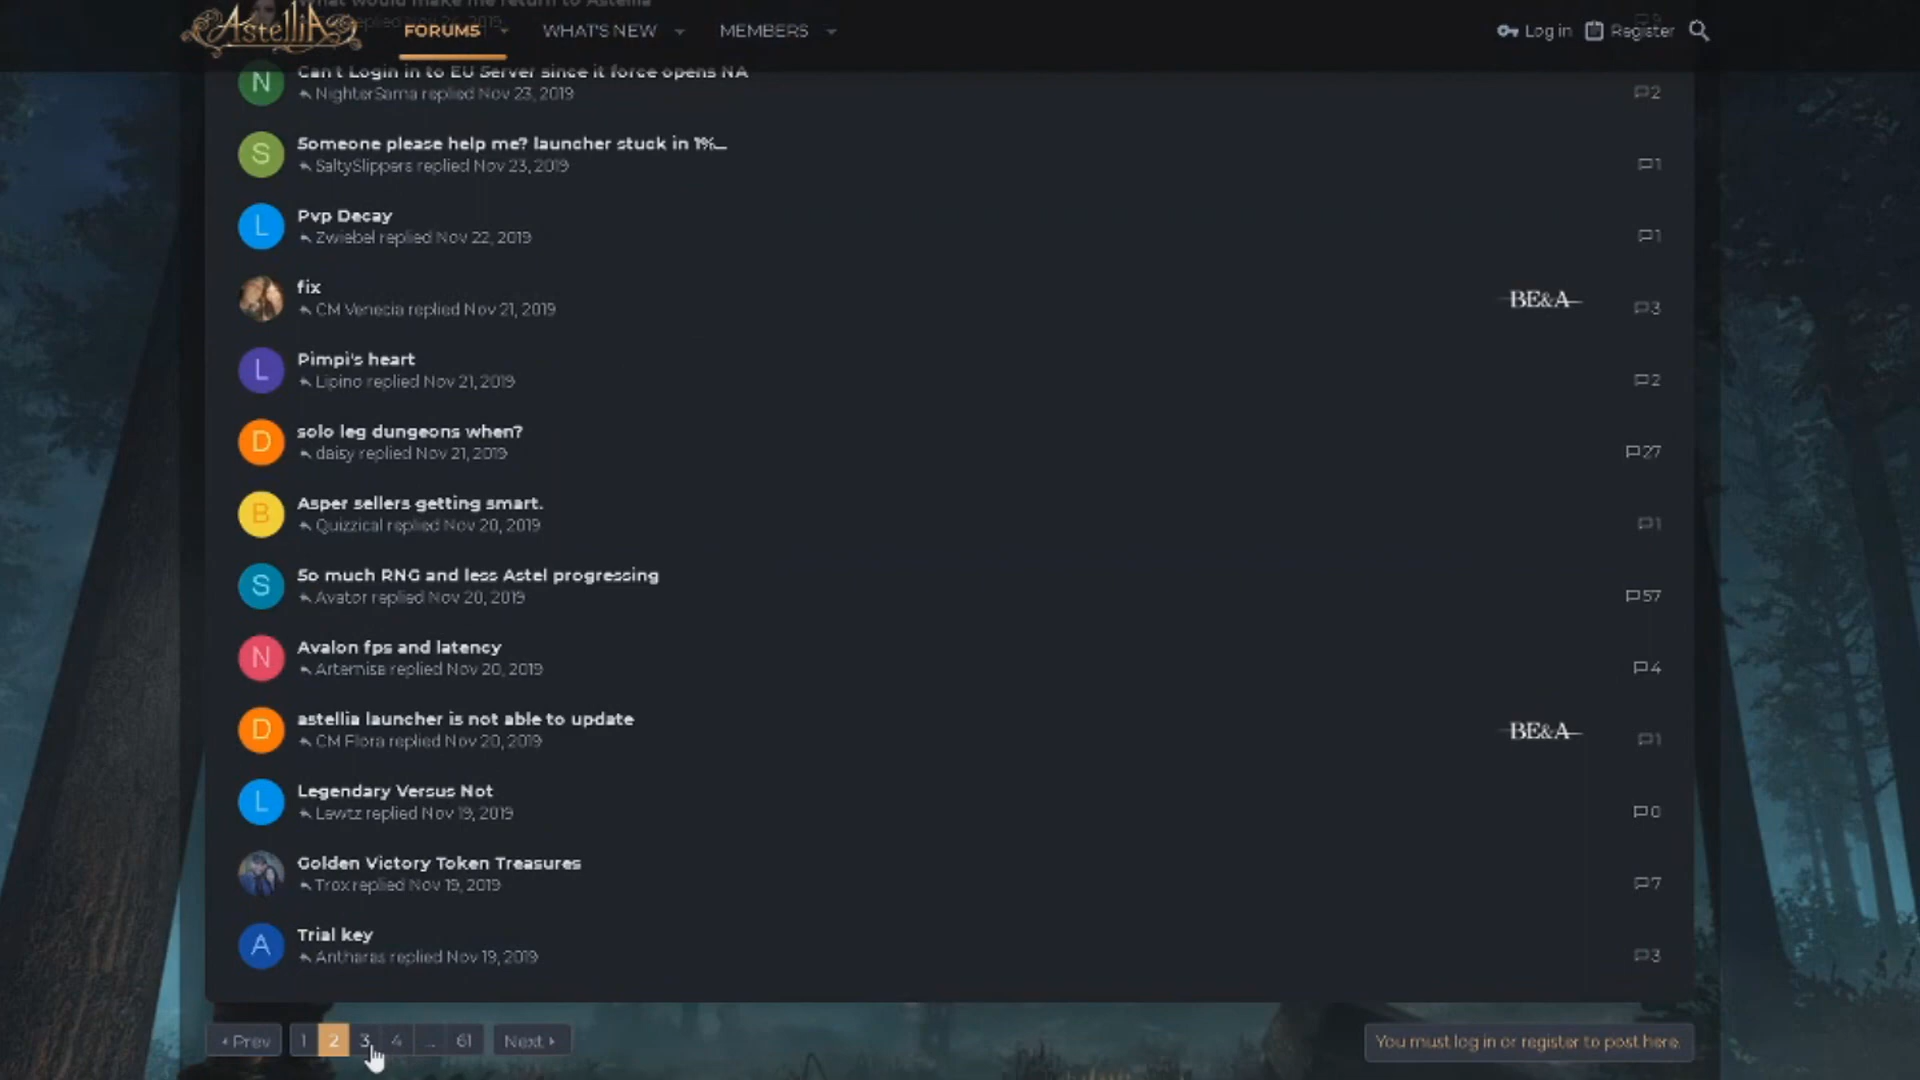 What would make me return to Astellia
AstelliA
FORUMS
WHAT'S NEW
MEMBERS
Log in
Register
N
Can't Login in to EU Server since it force opens NA
NighterSama replied Nov 23, 2019
2
S
Someone please help me? launcher stuck in 1%...
SaltySlippers replied Nov 23, 2019
1
L
Pvp Decay
Zwiebel replied Nov 22, 2019
1
fix
CM Venecia replied Nov 21, 2019
BE&A
3
L
Pimpi's heart
Lipino replied Nov 21, 2019
2
D
solo leg dungeons when?
daisy replied Nov 21, 2019
27
B
Asper sellers getting smart.
Quizzical replied Nov 20, 2019
1
S
So much RNG and less Astel progressing
Avator replied Nov 20, 2019
57
N
Avalon fps and latency
Artemise replied Nov 20, 2019
4
D
astellia launcher is not able to update
CM Flora replied Nov 20, 2019
BE&A
1
L
Legendary Versus Not
Lewtz replied Nov 19, 2019
0
Golden Victory Token Treasures
Trox replied Nov 19, 2019
7
A
Trial key
Antharas replied Nov 19, 2019
3
Prev 1 2 3 4 ... 61 Next
You must log in or register to post here.